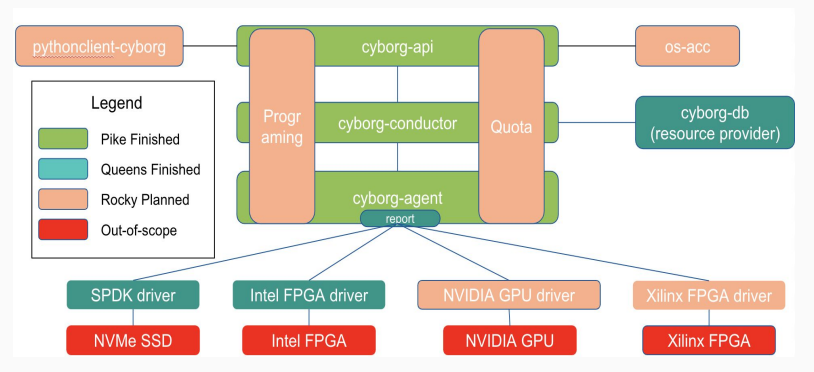 pythonclient-cyborg
cyborg-api
os-acc
Legend
Pike Finished
Queens Finished
Rocky Planned
Out-of-scope
Progr
aming
cyborg-conductor
Quota
cyborg-db
(resource provider)
cyborg-agent
report
SPDK driver
Intel FPGA driver
NVIDIA GPU driver
Xilinx FPGA driver
NVMe SSD
Intel FPGA
NVIDIA GPU
Xilinx FPGA